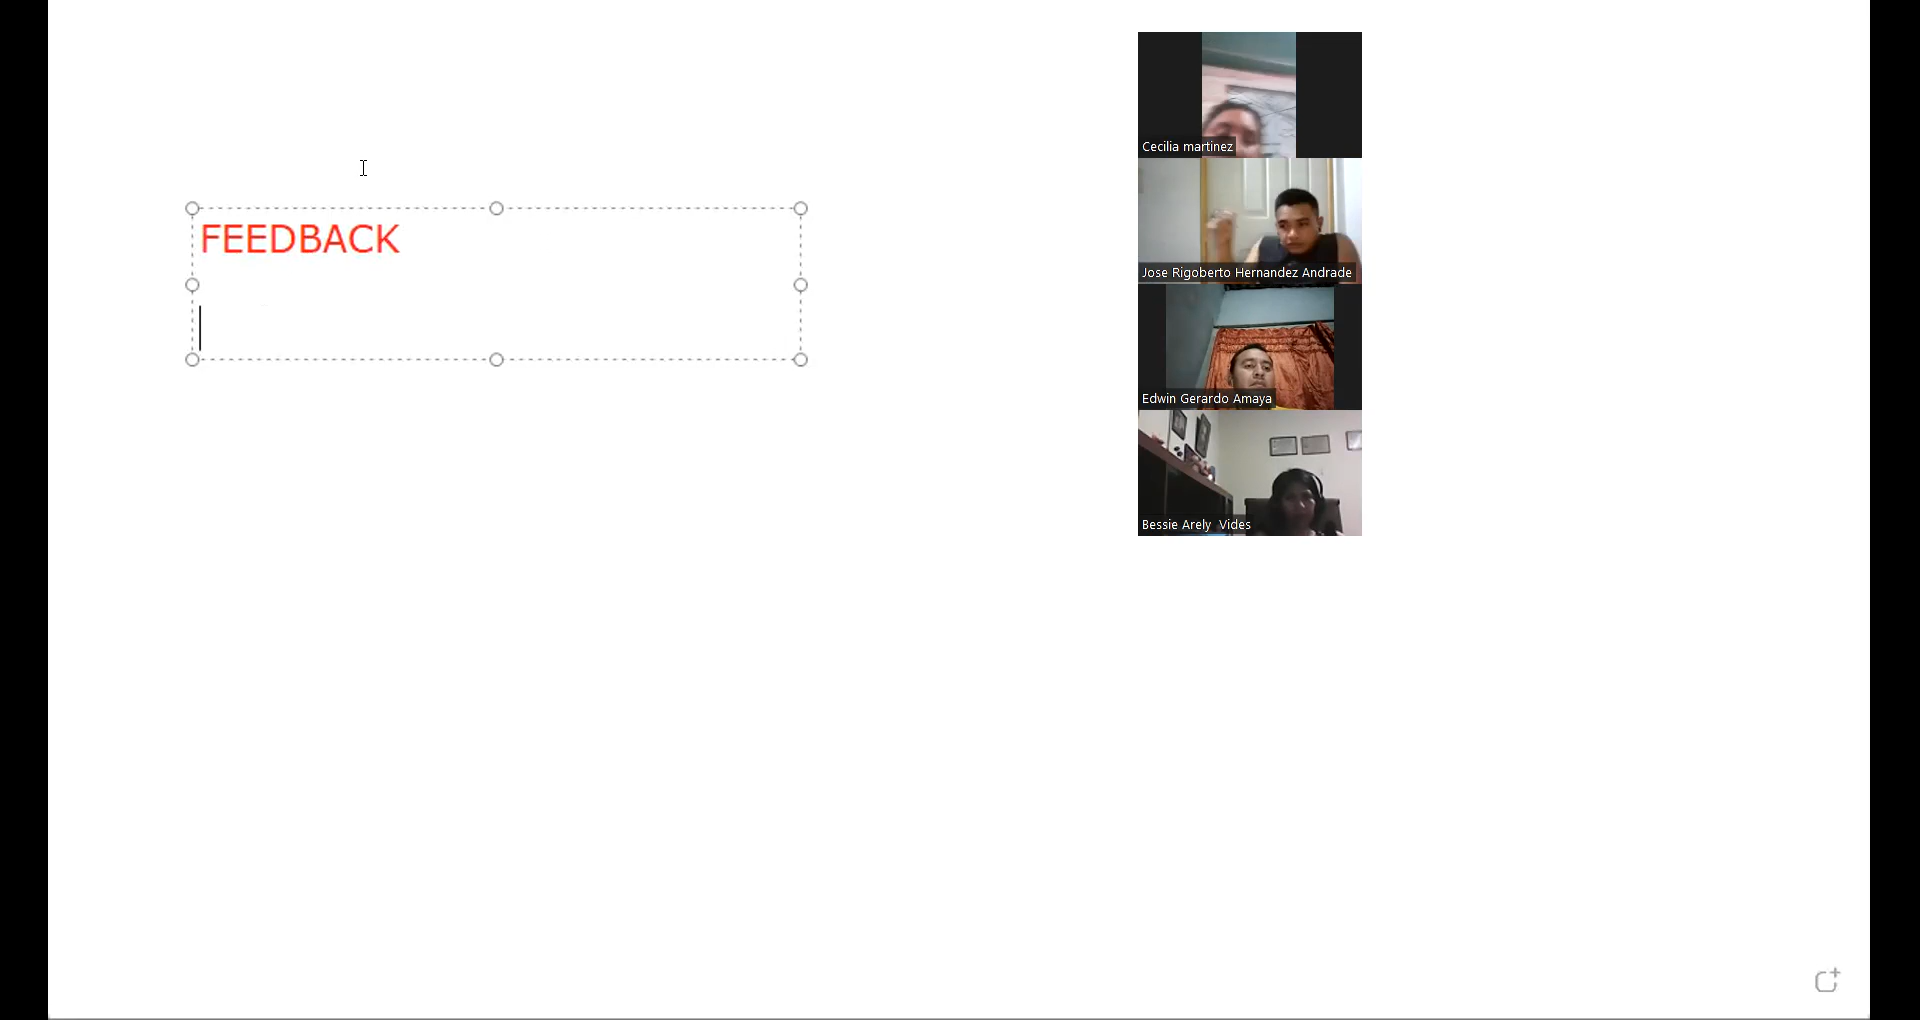 FEEDBACK
Cecilia martinez
Jose Rigoberto Hernandez Andrade
Edwin Gerardo Amaya
Bessie Arely  Vides